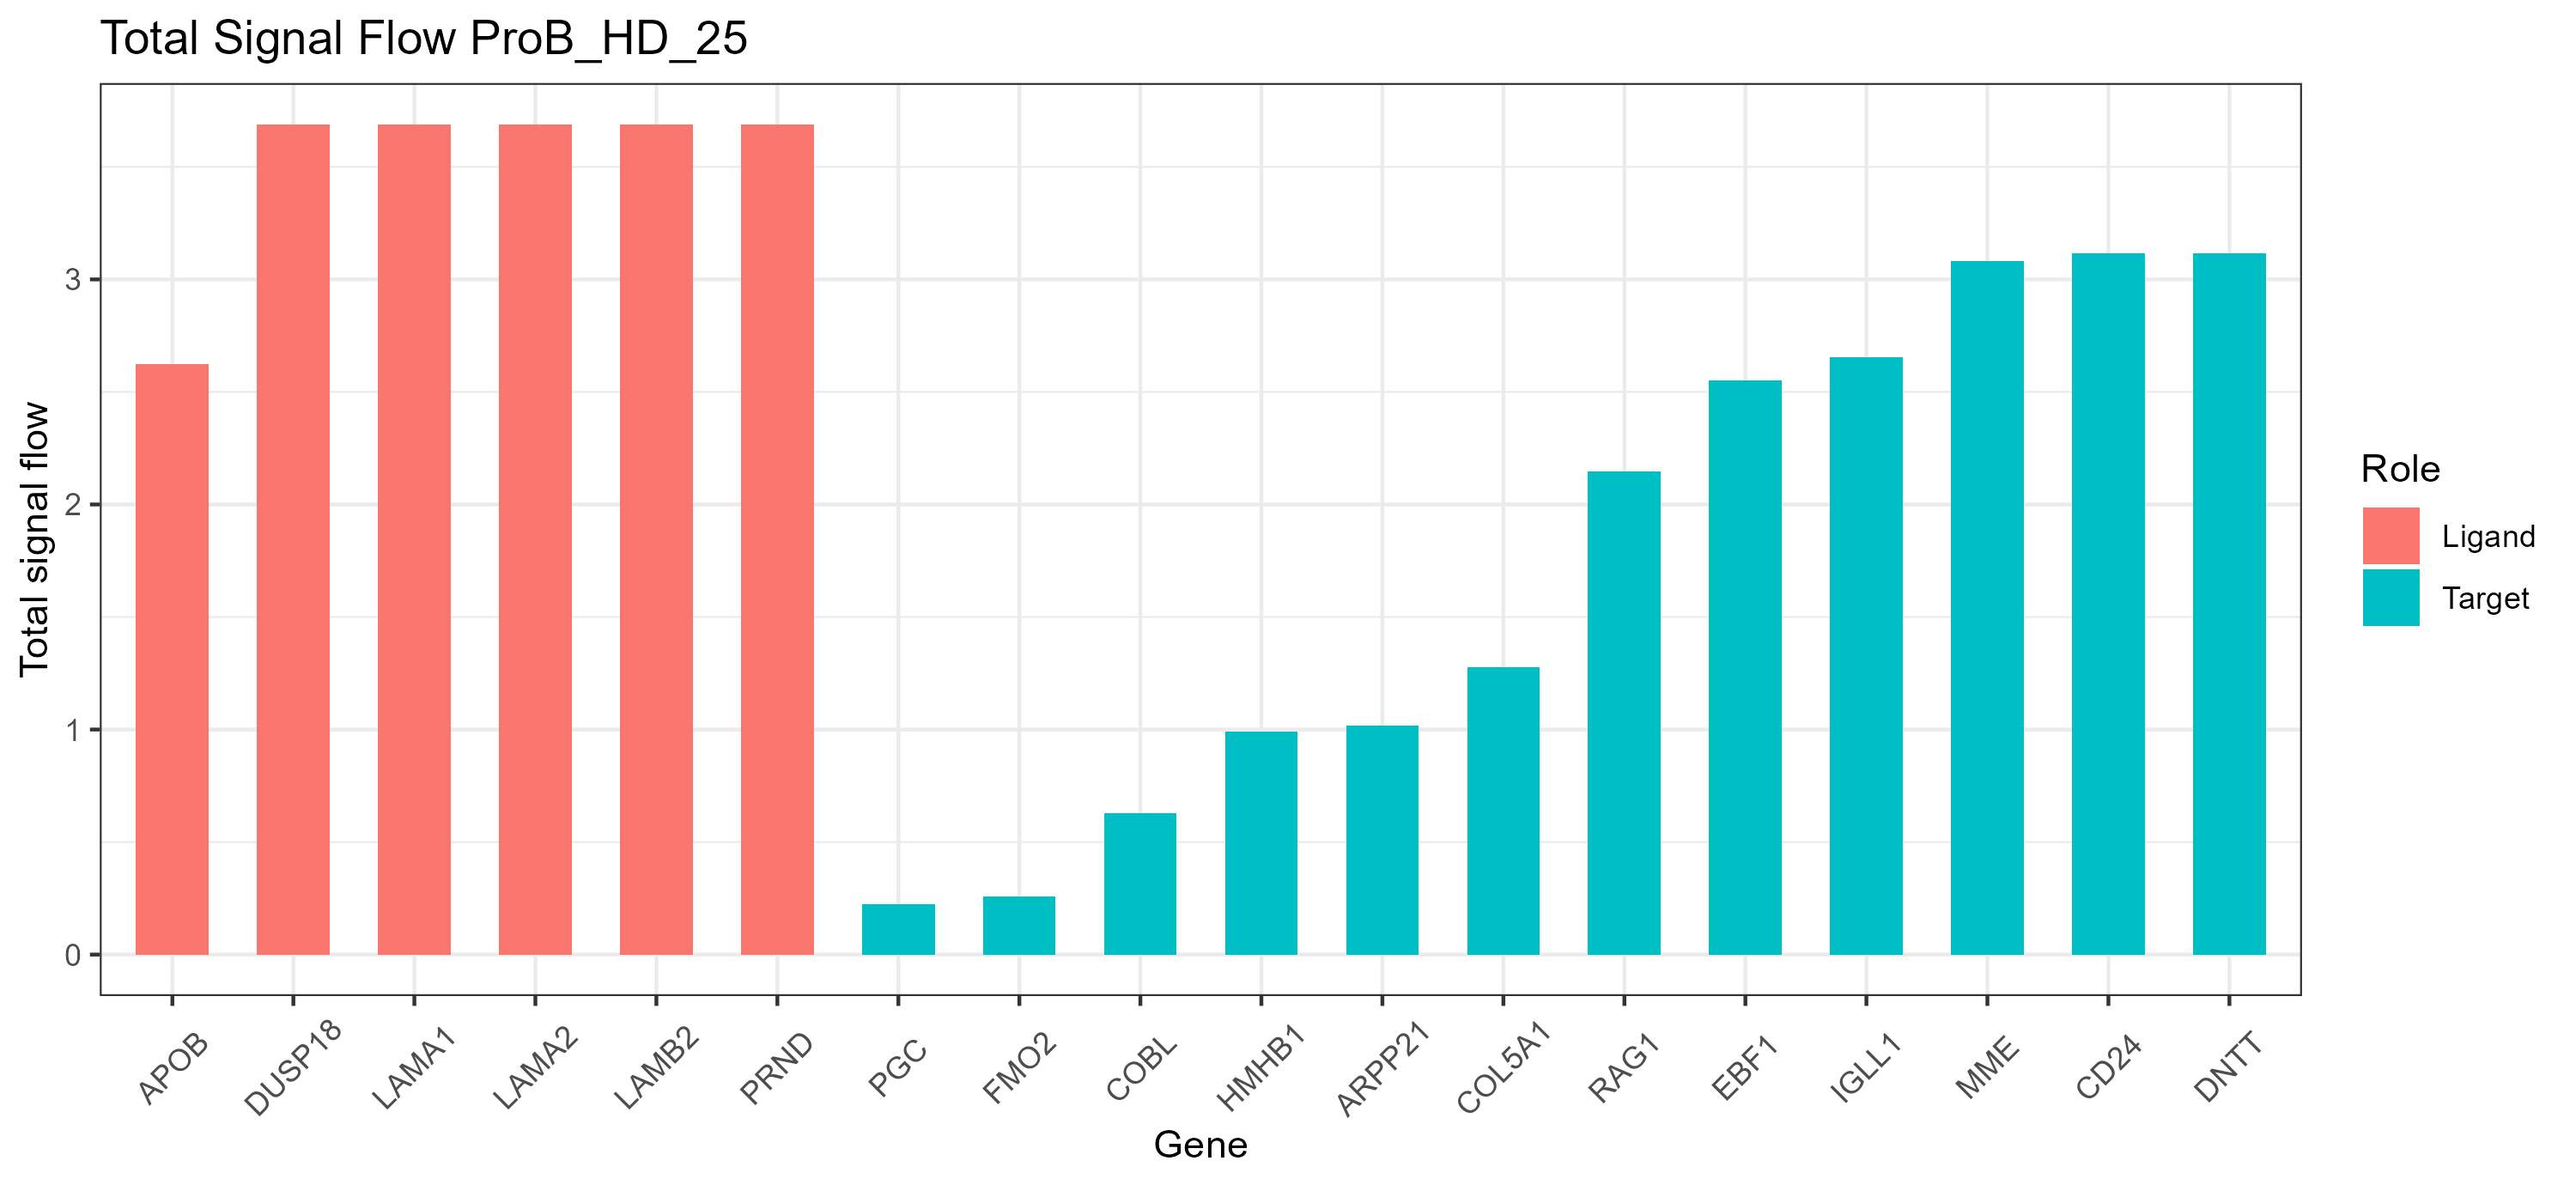 Total Signal Flow ProB_HD_25
Total signal flow
3
2
1
0
APOB
DUSP18
LAMA1
LAMA2
LAMB2
PRND
PGC
FMO2
COBL
HMHB1
ARPP21
COL5A1
RAG1
EBF1
IGLL1
MME
CD24
DNTT
Gene
Role
Ligand
Target